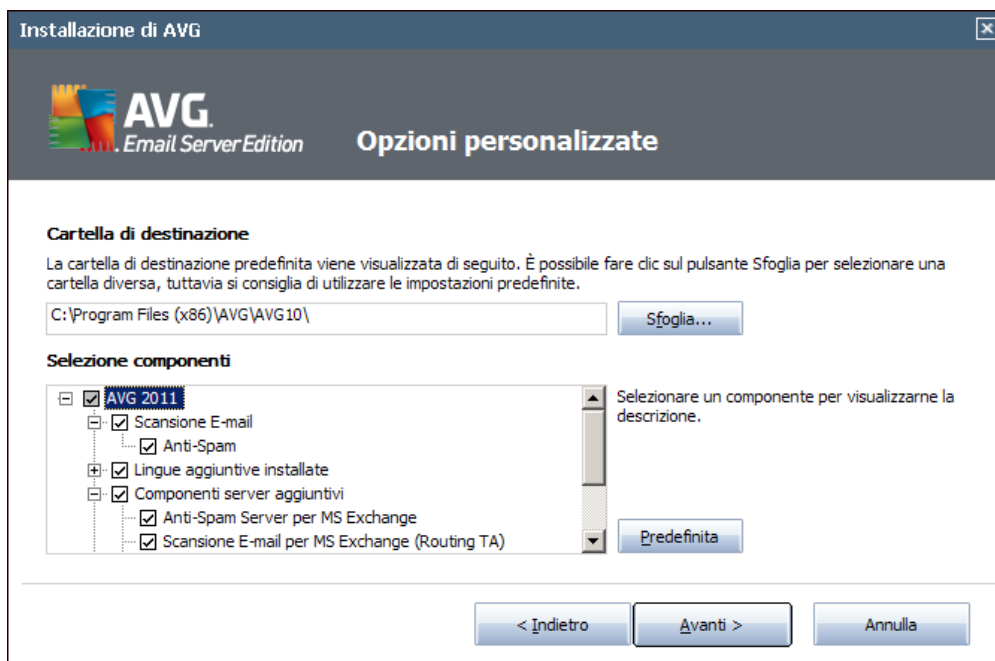 Installazione di AVG
AVG.
Email Server Edition
Opzioni personalizzate
Cartella di destinazione
La cartella di destinazione predefinita viene visualizzata di seguito. È possibile fare clic sul pulsante Sfoglia per selezionare una
cartella diversa, tuttavia si consiglia di utilizzare le impostazioni predefinite.
C:\Program Files (x86)\AVG\AVG10\
Sfoglia...
Selezione componenti
AVG 2011
Scansione E-mail
Anti-Spam
Lingue aggiuntive installate
Componenti server aggiuntivi
Anti-Spam Server per MS Exchange
Scansione E-mail per MS Exchange (Routing TA)
Selezionare un componente per visualizzarne la
descrizione.
Predefinita
< Indietro
Avanti >
Annulla